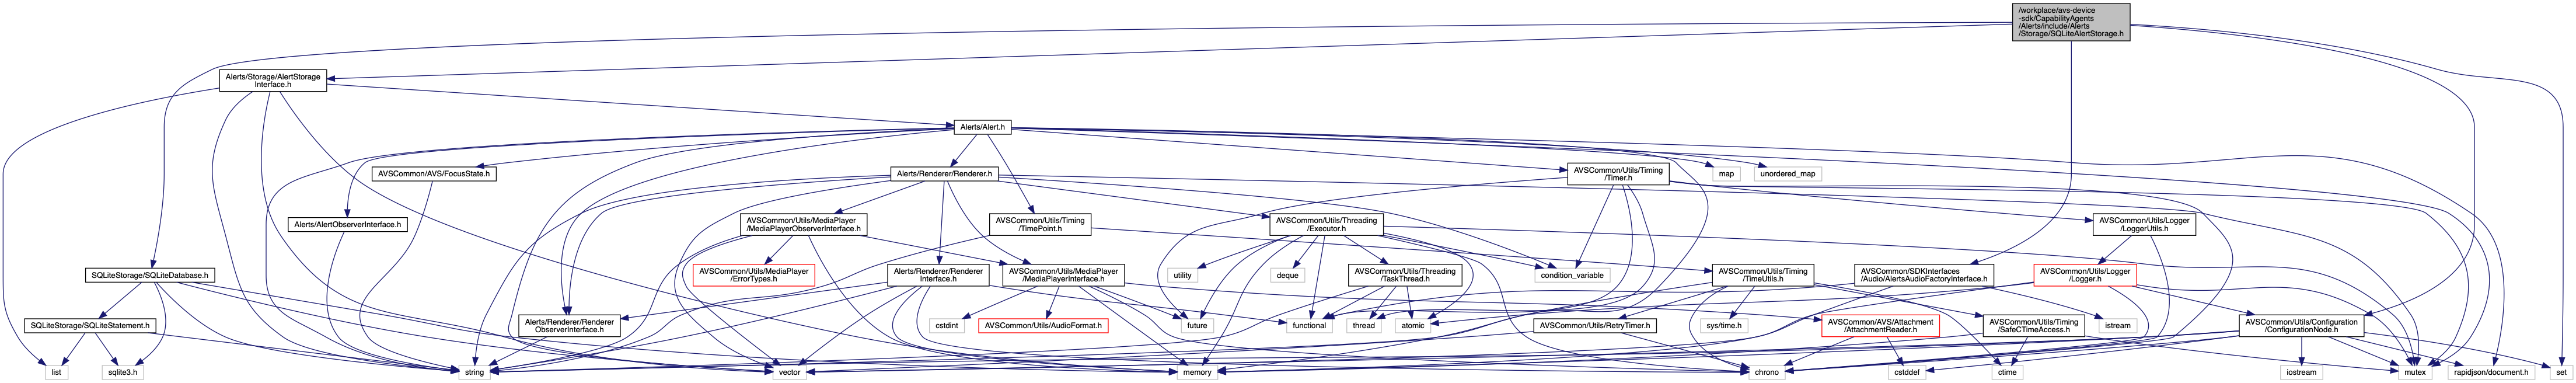 /workplace/avs-device
-sdk/CapabilityAgents
/Alerts/include/Alerts
/Storage/SQLiteAlertStorage.h
Alerts/Storage/AlertStorage
Interface.h
Alerts/Alert.h
AVSCommon/AVS/FocusState.h
Alerts/Renderer/Renderer.h
AVSCommon/Utils/Timing
/Timer.h
map
unordered_map
Alerts/AlertObserverInterface.h
AVSCommon/Utils/MediaPlayer
/MediaPlayerObserverInterface.h
AVSCommon/Utils/Timing
/TimePoint.h
AVSCommon/Utils/Threading
/Executor.h
AVSCommon/Utils/Logger
/LoggerUtils.h
SQLiteStorage/SQLiteDatabase.h
AVSCommon/Utils/MediaPlayer
/ErrorTypes.h
Alerts/Renderer/Renderer
Interface.h
AVSCommon/Utils/MediaPlayer
/MediaPlayerInterface.h
utility
deque
AVSCommon/Utils/Threading
/TaskThread.h
condition_variable
AVSCommon/Utils/Timing
/TimeUtils.h
AVSCommon/SDKInterfaces
/Audio/AlertsAudioFactoryInterface.h
AVSCommon/Utils/Logger
/Logger.h
SQLiteStorage/SQLiteStatement.h
Alerts/Renderer/Renderer
ObserverInterface.h
cstdint
AVSCommon/Utils/AudioFormat.h
future
functional
thread
atomic
AVSCommon/Utils/RetryTimer.h
sys/time.h
AVSCommon/AVS/Attachment
/AttachmentReader.h
AVSCommon/Utils/Timing
/SafeCTimeAccess.h
istream
AVSCommon/Utils/Configuration
/ConfigurationNode.h
list
sqlite3.h
string
vector
memory
chrono
cstddef
ctime
iostream
mutex
rapidjson/document.h
set